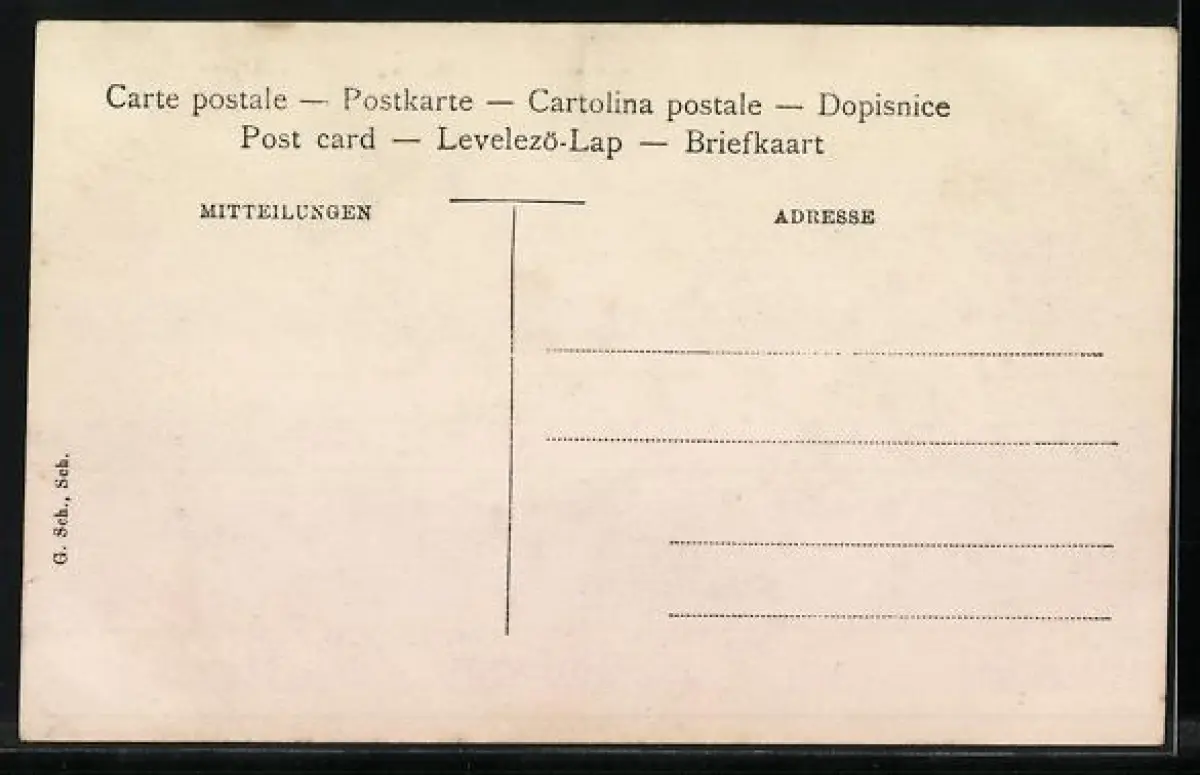 Carte postale — Postkarte — Cartolina postale — Dopisnice
Post card — Levelező-Lap — Briefkaart
MITTEILUNGEN
ADRESSE
G. Sch., Sch.